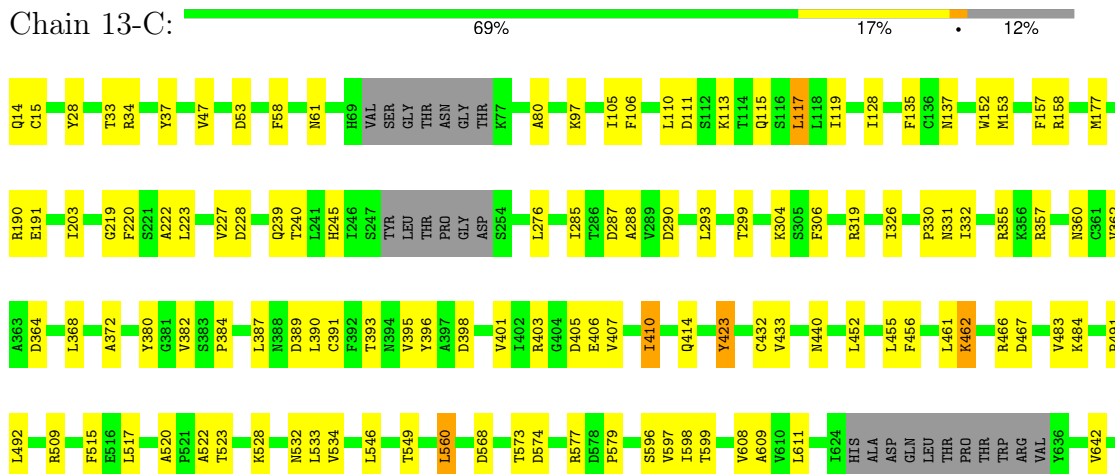 Chain 13-C:
69% 17% • 12%
Q14 C15 Y28 T33 R34 Y37 V47 D53 F58 N61 H69 VAL SER GLY THR ASN GLY THR K77 A80 K97 I105 F106 L110 D111 S112 K113 T114 Q115 S116 L117 L118 I119 I128 F135 C136 N137 W152 M153 F157 R158 M177
R190 E191 I203 G219 F220 S221 A222 L223 V227 D228 Q239 T240 L241 H245 I246 S247 TYR LEU THR PRO GLY ASP S254 L276 I285 T286 D287 A288 V289 D290 L293 T299 K304 S305 F306 R319 I326 P330 N331 I332 R355 K356 R357 N360 C361 V362
A363 D364 L368 A372 Y380 G381 V382 S383 P384 L387 N388 D389 L390 C391 F392 T393 N394 V395 Y396 A397 D398 V401 I402 R403 G404 D405 E406 V407 I410 Q414 Y423 C432 V433 N440 L452 L455 F456 L461 K462 R466 D467 V483 K484 P491
L492 R509 F515 E516 L517 A520 P521 A522 T523 K528 N532 L533 V534 L546 T549 L560 D568 T573 D574 R577 D578 P579 S596 V597 I598 T599 V608 A609 V610 L611 I624 HIS ALA ASP GLN LEU THR PRO THR TRP ARG VAL Y636 V642